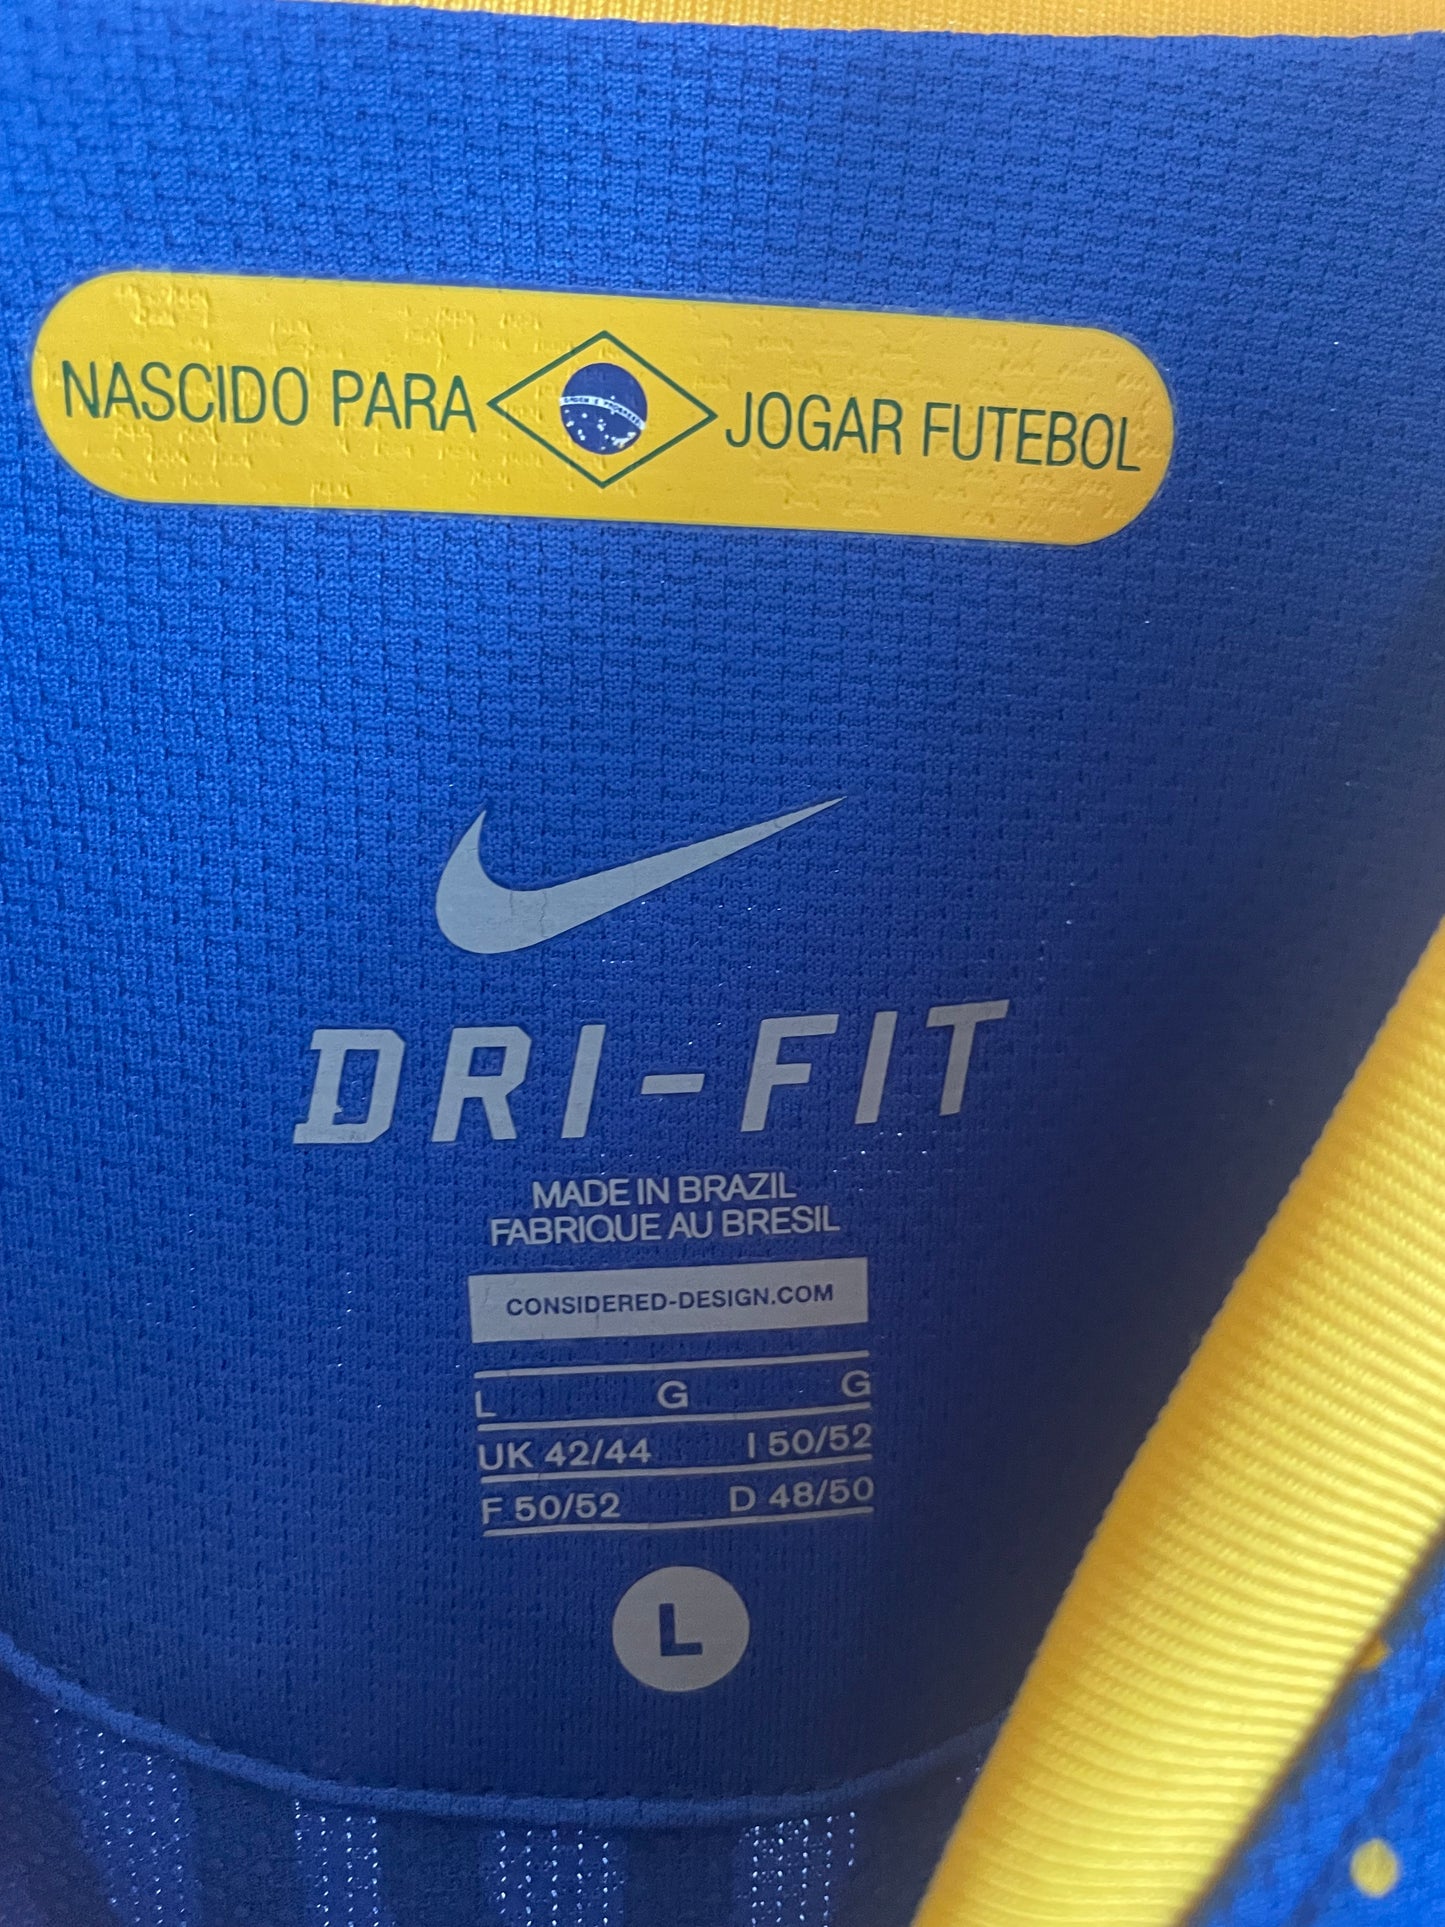 NASCIDO PARA JOGAR FUTEBOL
DRI-FIT
MADE IN BRAZIL
FABRIQUE AU BRESIL
CONSIDERED-DESIGN.COM
L G G
UK 42/44 I 50/52
F 50/52 D 48/50
L